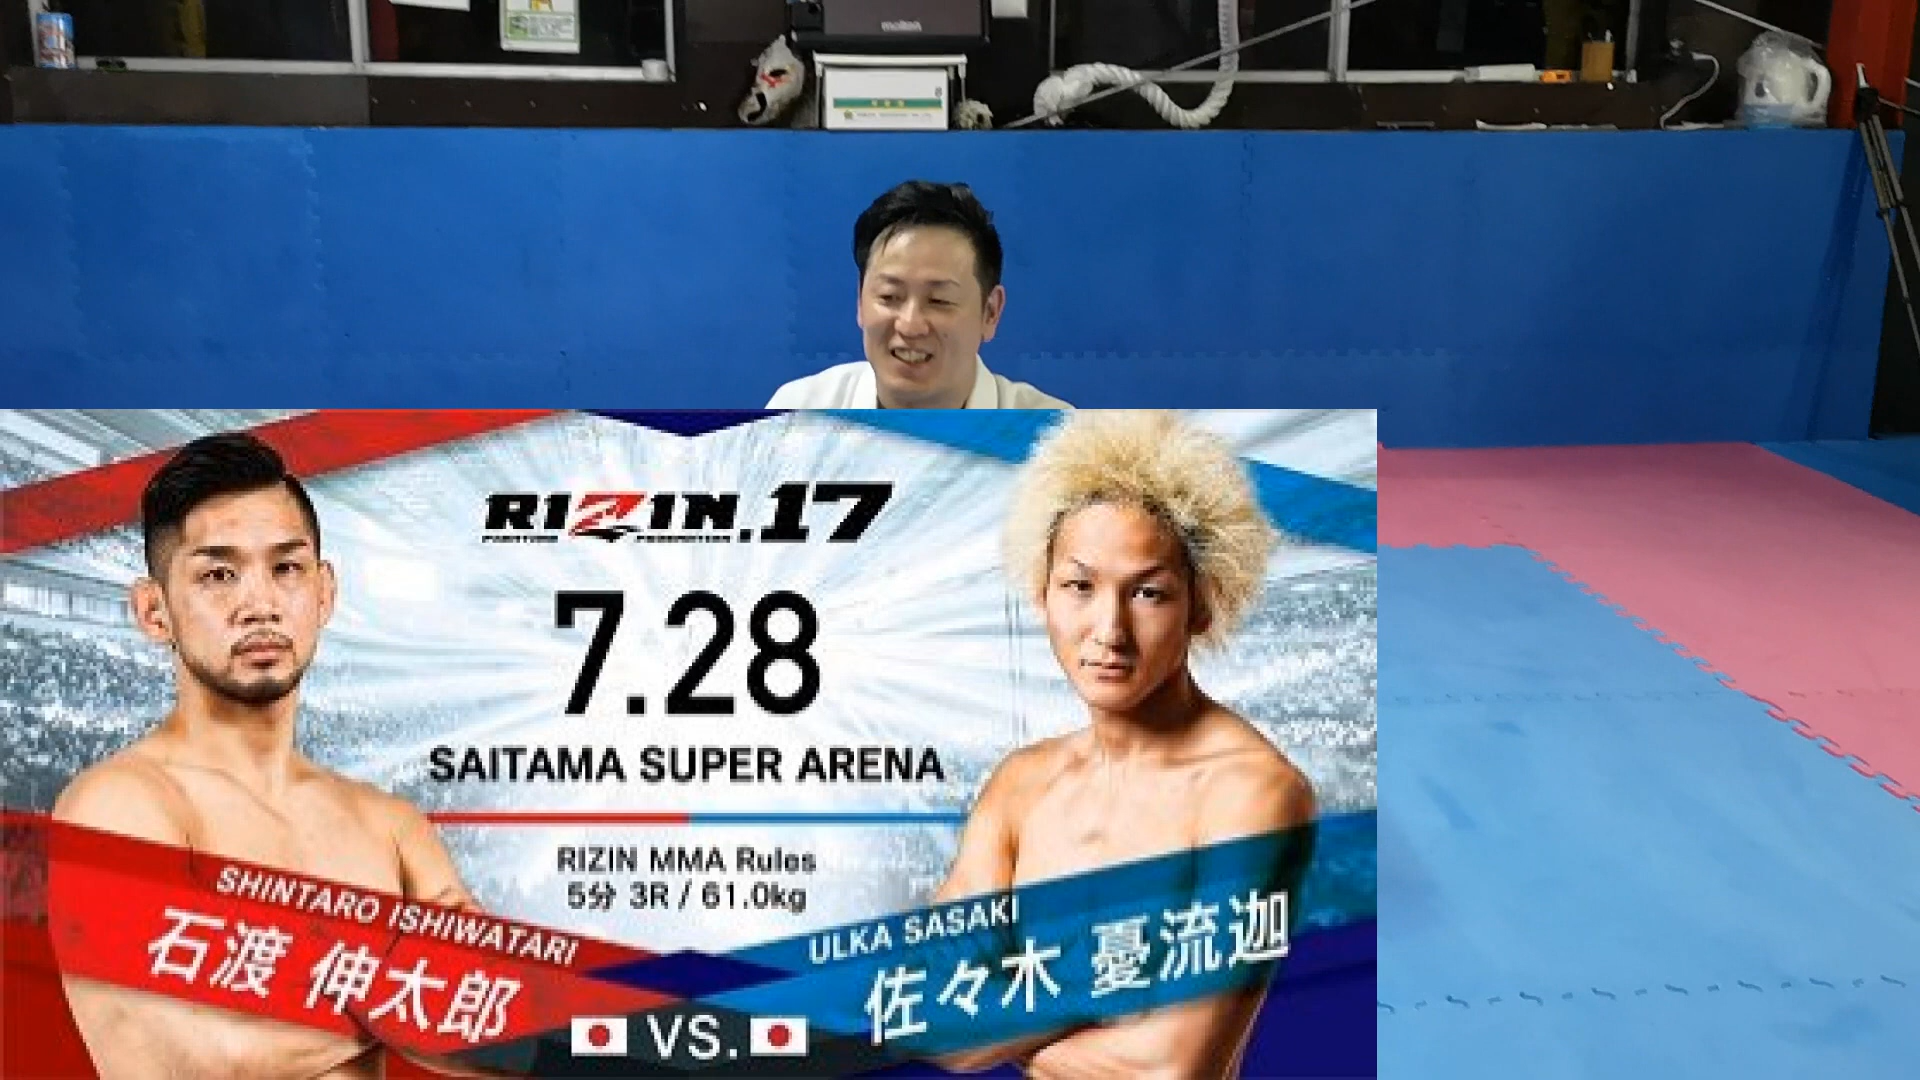 molten
RIZIN.17
7.28
SAITAMA SUPER ARENA
RIZIN MMA Rules
5分 3R / 61.0kg
SHINTARO ISHIWATARI
石渡 伸太郎
ULKA SASAKI
佐々木 憂流迦
VS.